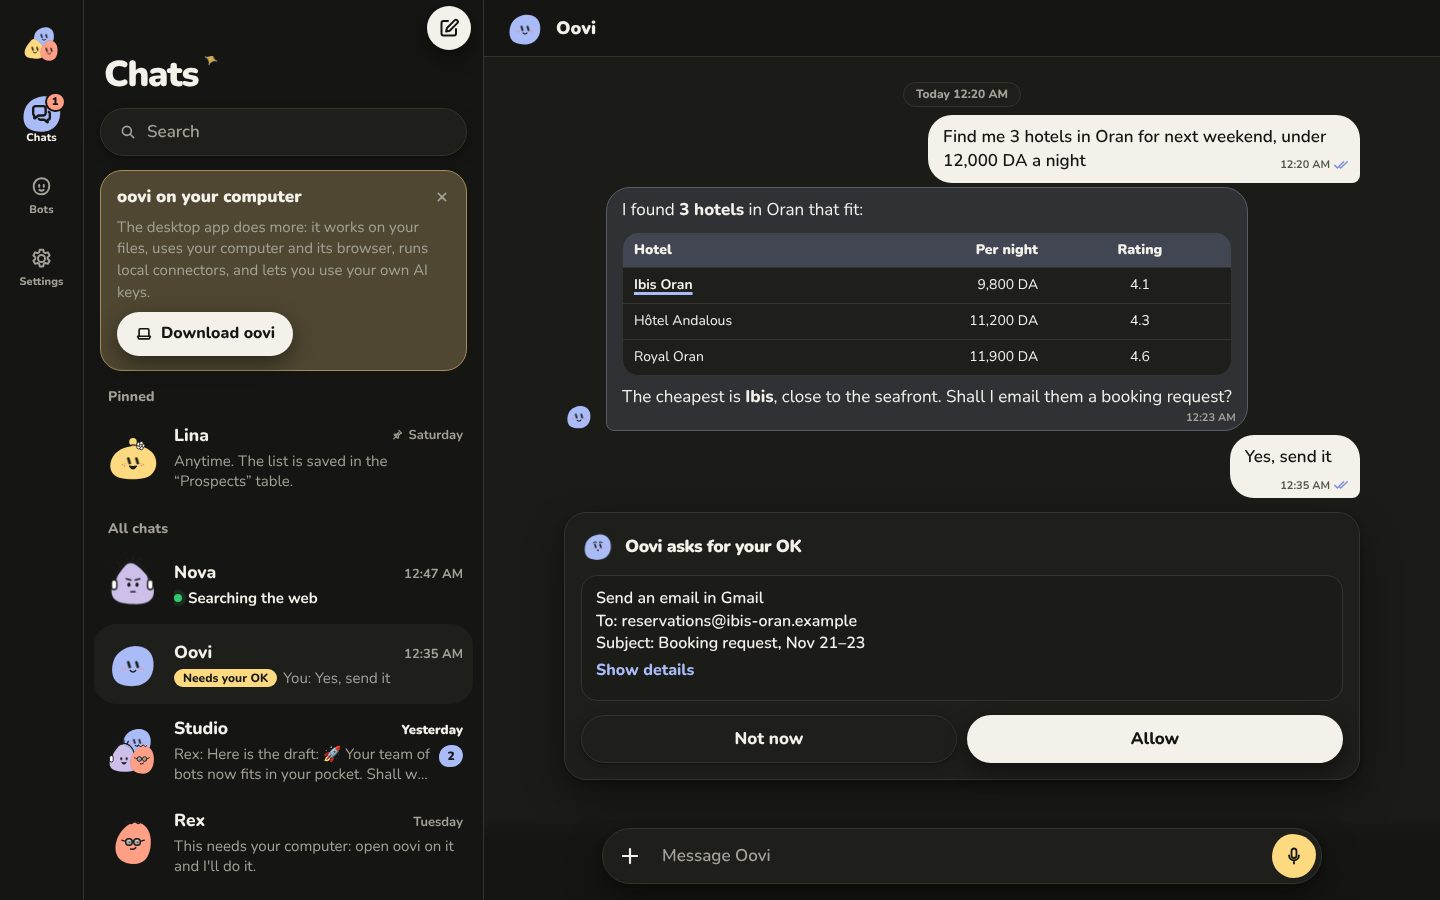 1
Chats
Bots
Settings
Chats
Search
oovi on your computer
The desktop app does more: it works on your
files, uses your computer and its browser, runs
local connectors, and lets you use your own AI
keys.
Download oovi
Pinned
Lina
Saturday
Anytime. The list is saved in the
“Prospects” table.
All chats
Nova
12:47 AM
Searching the web
Oovi
12:35 AM
Needs your OK You: Yes, send it
Studio
Yesterday
Rex: Here is the draft: 🚀 Your team of
bots now fits in your pocket. Shall w...
2
Rex
Tuesday
This needs your computer: open oovi on it
and I'll do it.
Oovi
Today 12:20 AM
Find me 3 hotels in Oran for next weekend, under
12,000 DA a night
12:20 AM
I found 3 hotels in Oran that fit:
Hotel Per night Rating
Ibis Oran 9,800 DA 4.1
Hôtel Andalous 11,200 DA 4.3
Royal Oran 11,900 DA 4.6
The cheapest is Ibis, close to the seafront. Shall I email them a booking request?
12:23 AM
Yes, send it
12:35 AM
Oovi asks for your OK
Send an email in Gmail
To: reservations@ibis-oran.example
Subject: Booking request, Nov 21–23
Show details
Not now
Allow
Message Oovi